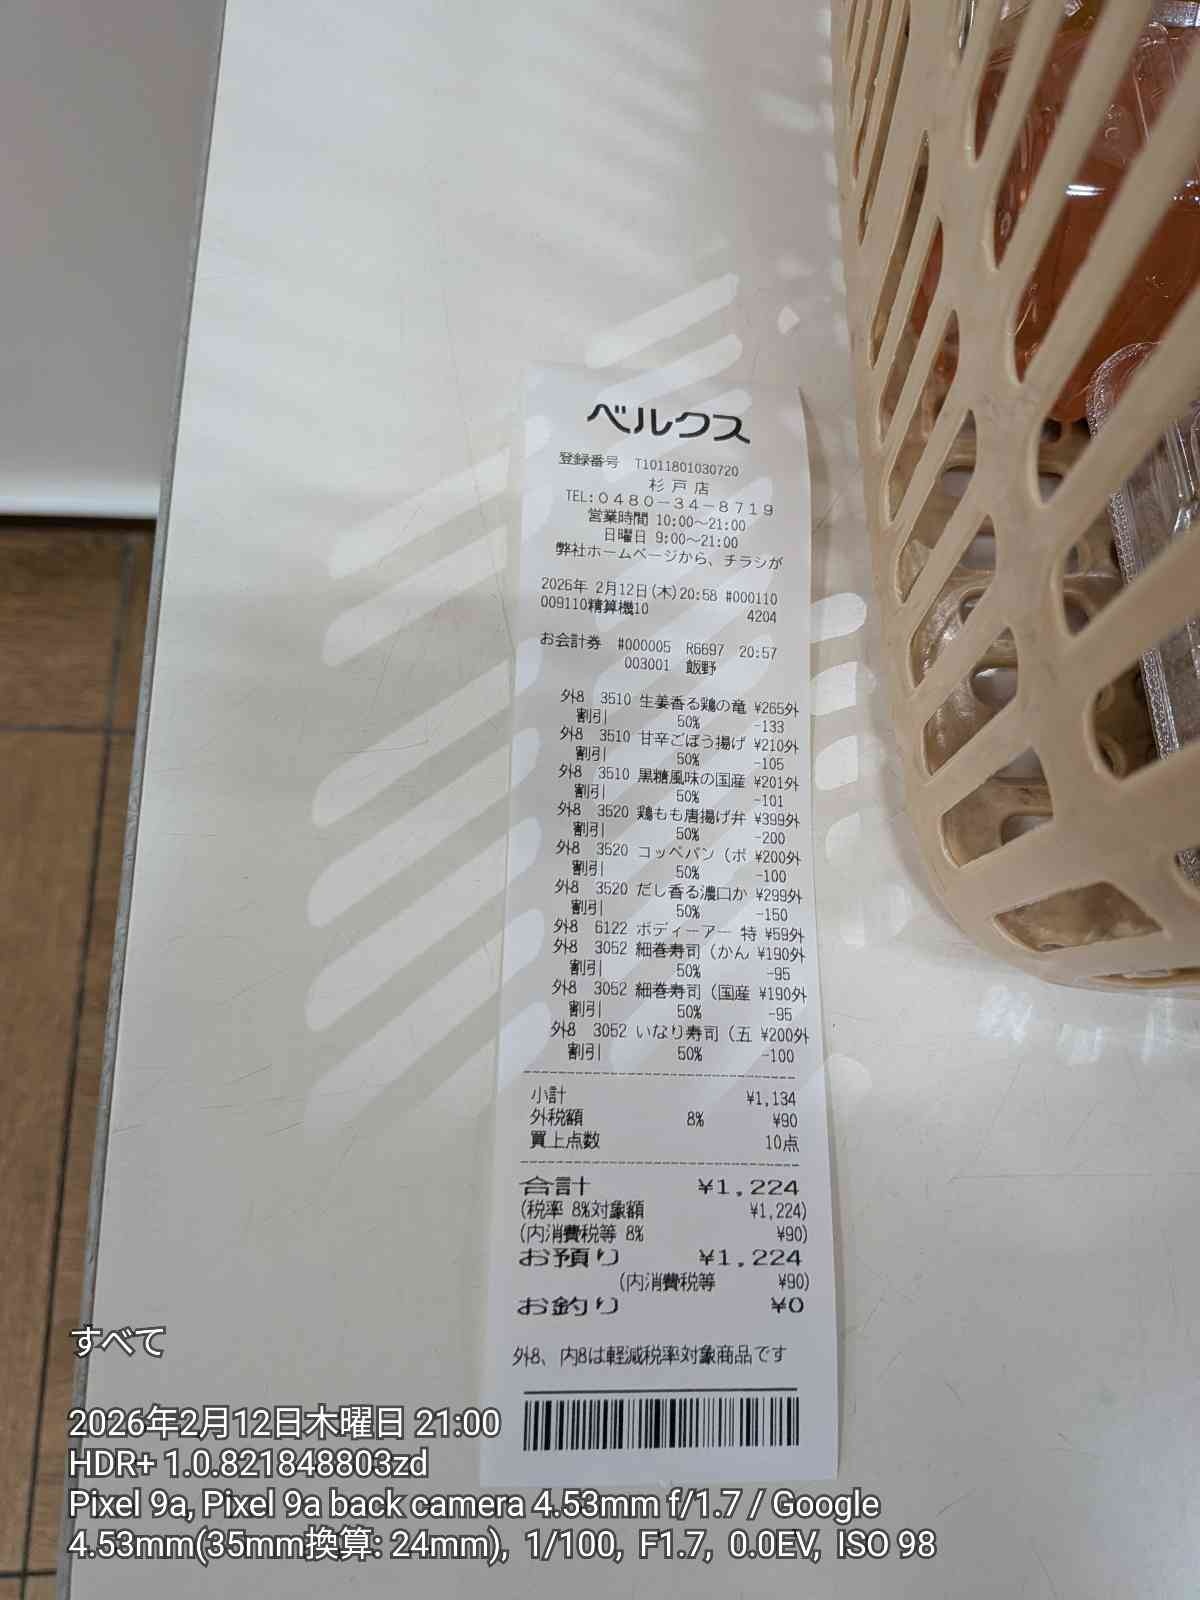 ベルクス
登録番号 T1011801030720
杉戸店
TEL:0480-34-8719
営業時間 10:00~21:00
日曜日 9:00~21:00
弊社ホームページから、チラシが
2026年 2月12日(木)20:58 #000110
009110精算機10 4204
お会計券 #000005 R6697 20:57
003001 飯野
外8 3510 生姜香る鶏の竜 ¥265外
割引 50% -133
外8 3510 甘辛ごぼう揚げ ¥210外
割引 50% -105
外8 3510 黒糖風味の国産 ¥201外
割引 50% -101
外8 3520 鶏もも唐揚げ弁 ¥399外
割引 50% -200
外8 3520 コッペパン(ポ ¥200外
割引 50% -100
外8 3520 だし香る濃口か ¥299外
割引 50% -150
外8 6122 ボディーアー 特 ¥59外
外8 3052 細巻寿司(かん ¥190外
割引 50% -95
外8 3052 細巻寿司(国産 ¥190外
割引 50% -95
外8 3052 いなり寿司(五 ¥200外
割引 50% -100
小計 ¥1,134
外税額 8% ¥90
買上点数 10点
合計 ¥1,224
(税率 8%対象額 ¥1,224)
(内消費税等 8% ¥90)
お預り ¥1,224
(内消費税等 ¥90)
お釣り ¥0
外8、内8は軽減税率対象商品です
すべて
2026年2月12日木曜日 21:00
HDR+ 1.0.821848803zd
Pixel 9a, Pixel 9a back camera 4.53mm f/1.7 / Google
4.53mm(35mm換算: 24mm), 1/100, F1.7, 0.0EV, ISO 98